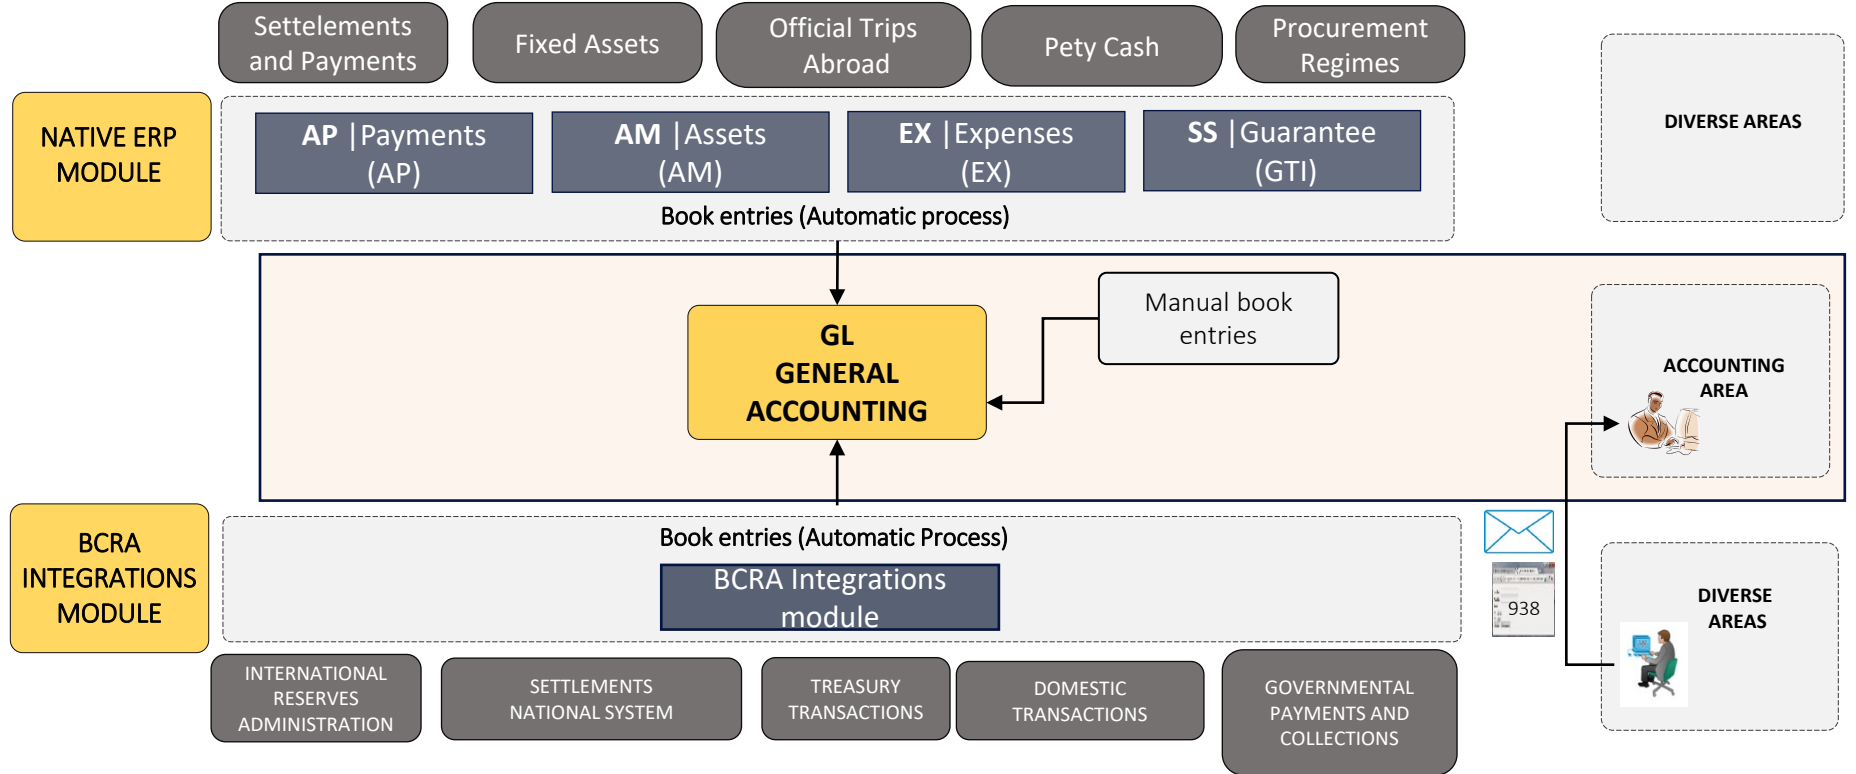 Settelements
and Payments
Fixed Assets
Official Trips
Abroad
Pety Cash
Procurement
Regimes
NATIVE ERP
MODULE
AP |Payments
(AP)
AM |Assets
(AM)
EX |Expenses
(EX)
SS |Guarantee
(GTI)
Book entries (Automatic process)
DIVERSE AREAS
GL
GENERAL
ACCOUNTING
Manual book
entries
ACCOUNTING
AREA
BCRA
INTEGRATIONS
MODULE
Book entries (Automatic Process)
BCRA Integrations
module
938
DIVERSE
AREAS
INTERNATIONAL
RESERVES
ADMINISTRATION
SETTLEMENTS
NATIONAL SYSTEM
TREASURY
TRANSACTIONS
DOMESTIC
TRANSACTIONS
GOVERNMENTAL
PAYMENTS AND
COLLECTIONS